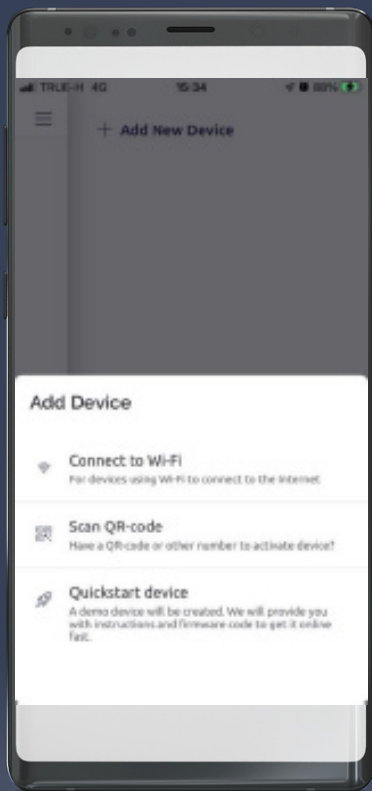 TRUE-H 4G 15:34 88%
+ Add New Device
Add Device
Connect to Wi-Fi
For devices using Wi-Fi to connect to the Internet
Scan QR-code
Have a QR-code or other number to activate device?
Quickstart device
A demo device will be created. We will provide you
with instructions and firmware code to get it online
fast.